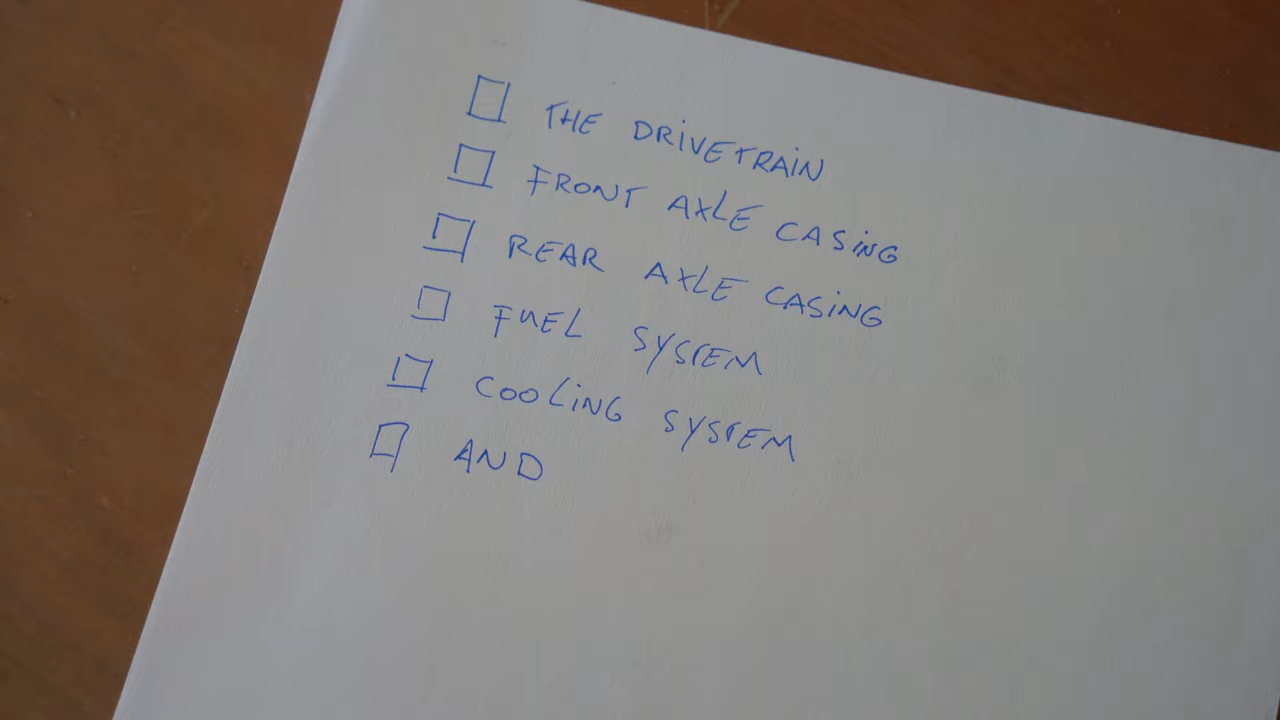 THE DRIVETRAIN
FRONT AXLE CASING
REAR AXLE CASING
FUEL SYSTEM
COOLING SYSTEM
AND